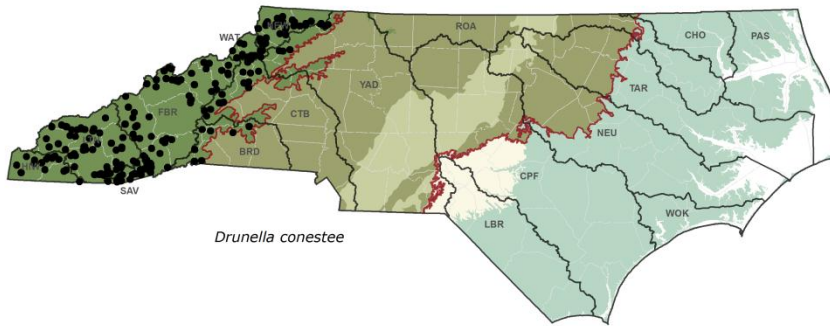 ROA
CHO
PAS
WAT
YAD
TAR
FBR
CTB
NEU
BRD
CPF
SAV
WOK
LBR
Drunella conestee